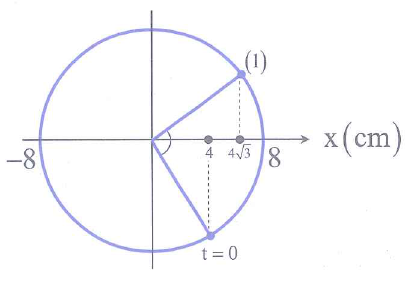 (1)
x(cm)
−8
4
4√3
8
t = 0